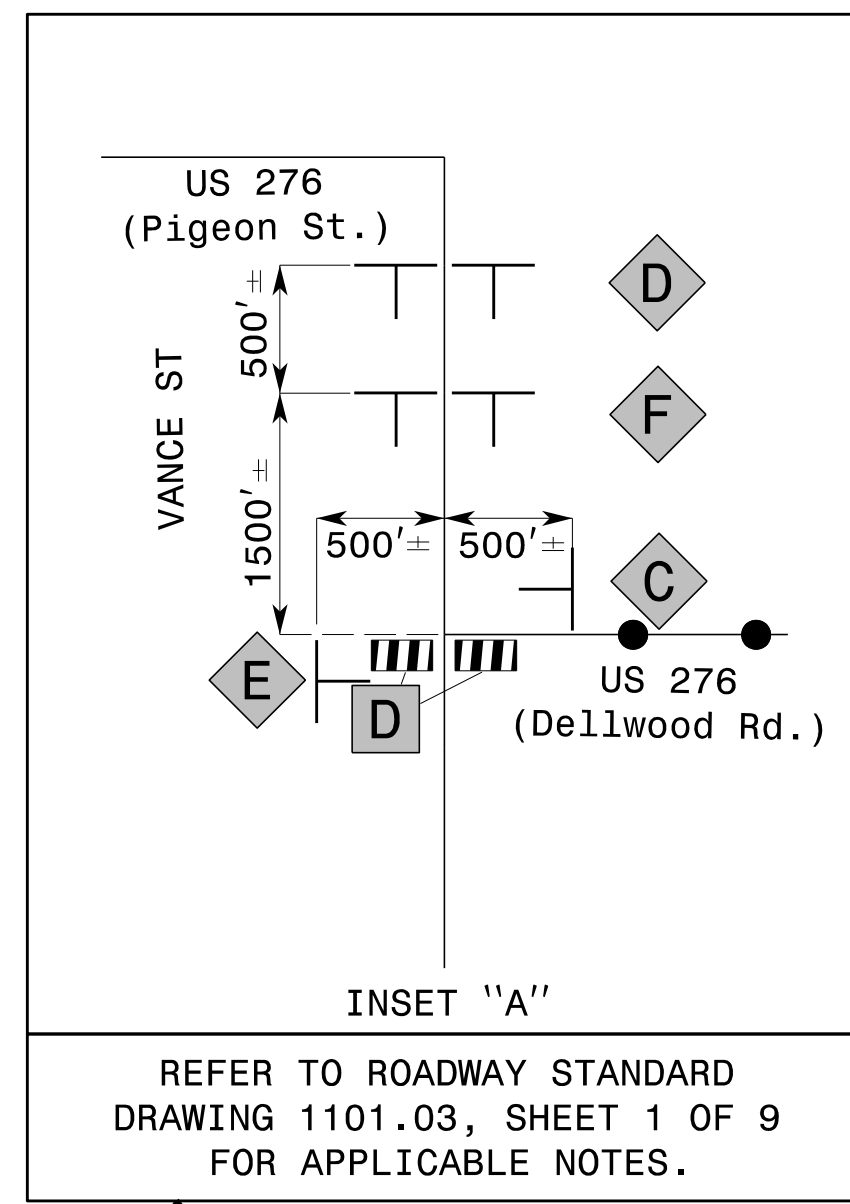 US 276
(Pigeon St.)
D
500'±
VANCE ST
F
1500'±
500'± 500'±
C
E
D
US 276
(Dellwood Rd.)
INSET "A"
REFER TO ROADWAY STANDARD
DRAWING 1101.03, SHEET 1 OF 9
FOR APPLICABLE NOTES.